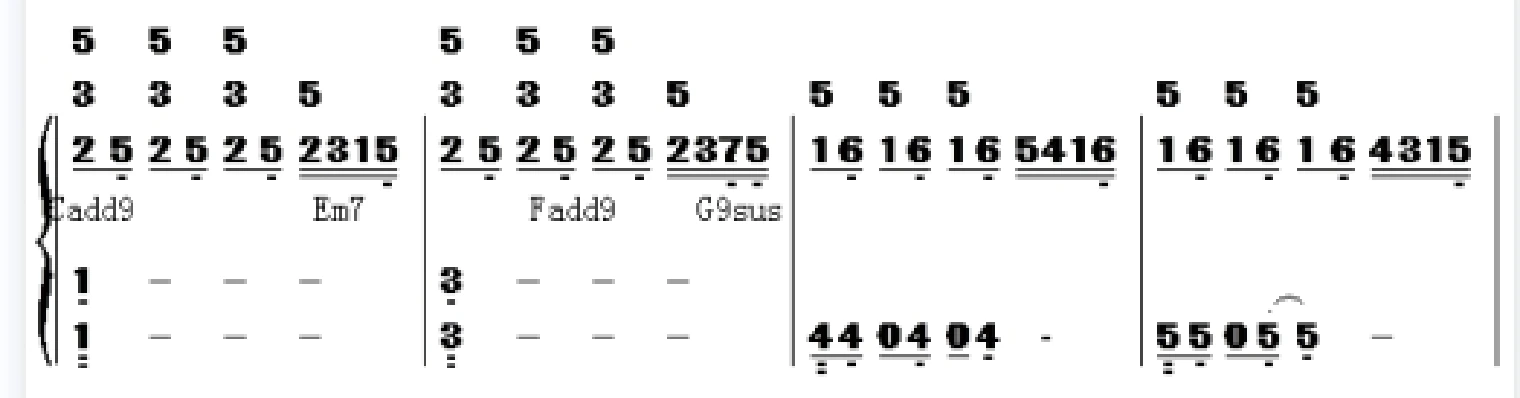 5 5 5 5 5 5
3 3 3 5 3 3 3 5 5 5 5 5 5 5
2 5 2 5 2 5 2315 2 5 2 5 2 5 2375 16 16 16 5416 16 16 1 6 4315
Cadd9 Em7 Fadd9 G9sus
1 – – – 3 – – –
1 – – – 3 – – – 44 04 04 - 55 05 5 –